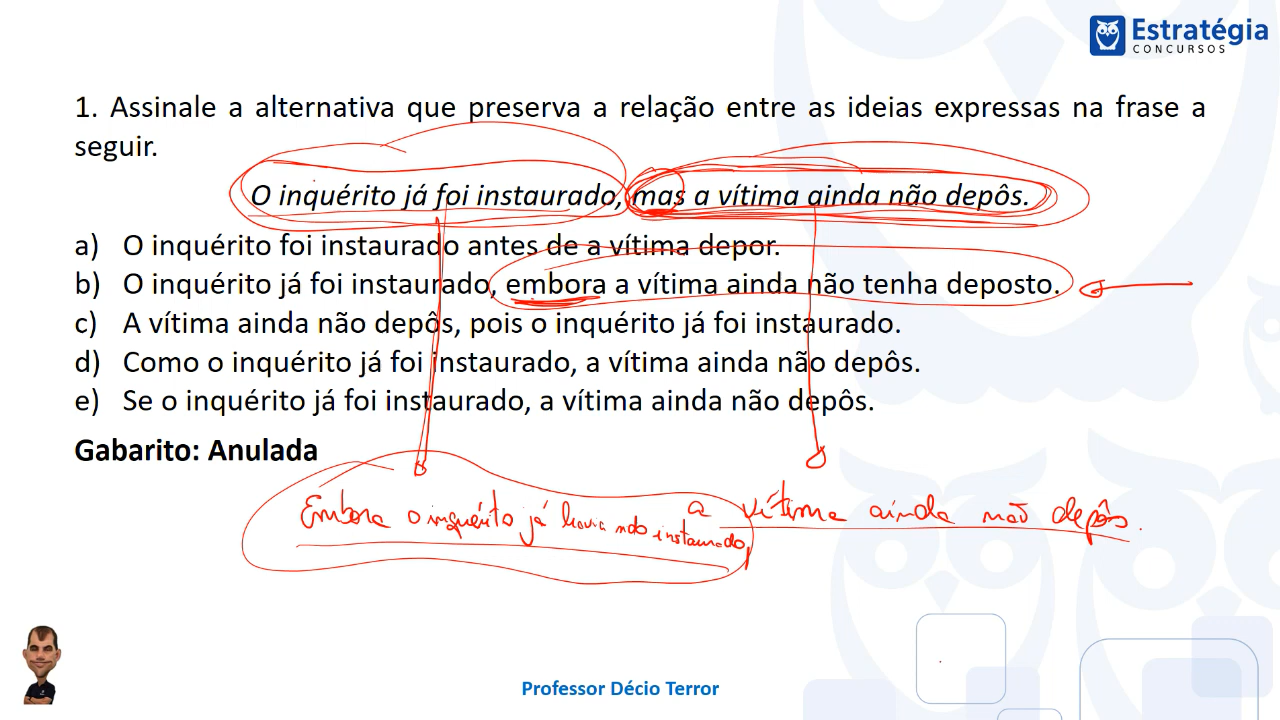 Estratégia
CONCURSOS
1. Assinale a alternativa que preserva a relação entre as ideias expressas na frase a
seguir.
O inquérito já foi instaurado, mas a vítima ainda não depôs.
a) O inquérito foi instaurado antes de a vítima depor.
b) O inquérito já foi instaurado, embora a vítima ainda não tenha deposto.
c) A vítima ainda não depôs, pois o inquérito já foi instaurado.
d) Como o inquérito já foi instaurado, a vítima ainda não depôs.
e) Se o inquérito já foi instaurado, a vítima ainda não depôs.
Gabarito: Anulada
Embora o inquérito já instaurado, a vítima ainda não depôs.
Professor Décio Terror